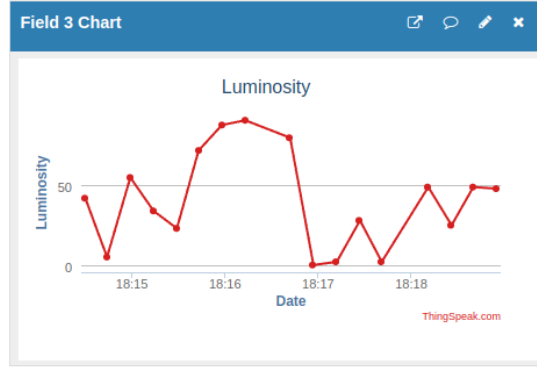 Field 3 Chart
Luminosity
Luminosity
50
0
18:15 18:16 18:17 18:18
Date
ThingSpeak.com